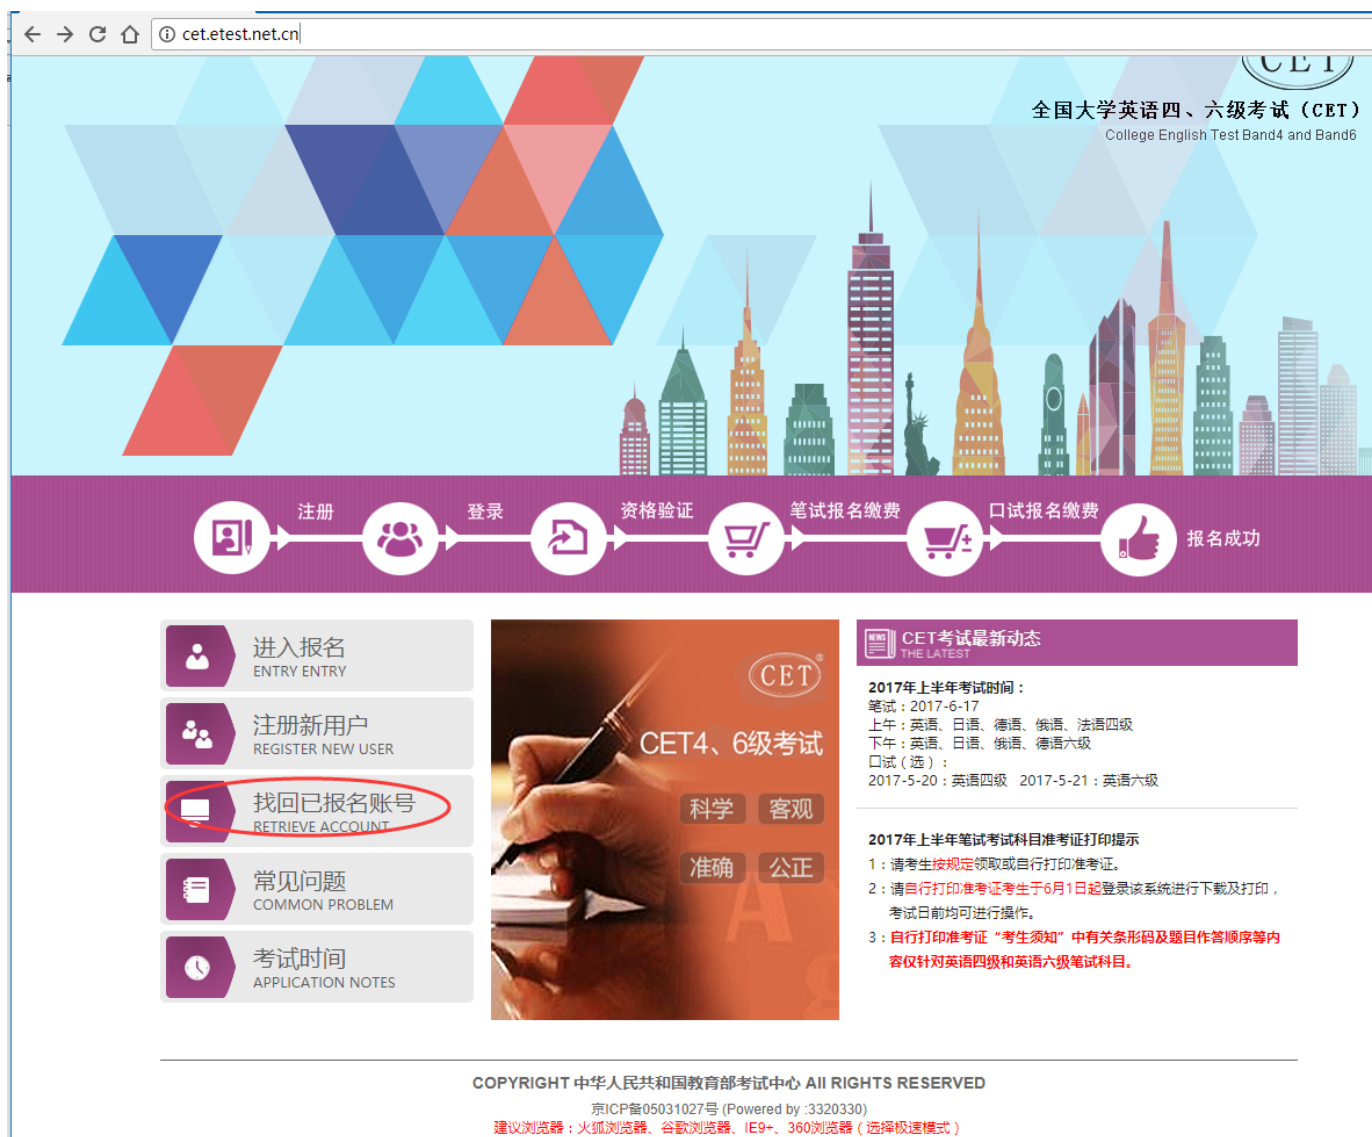 cet.etest.net.cn
CET
全国大学英语四、六级考试（CET）
College English Test Band4 and Band6
注册
登录
资格验证
笔试报名缴费
口试报名缴费
报名成功
进入报名
ENTRY ENTRY
注册新用户
REGISTER NEW USER
找回已报名账号
RETRIEVE ACCOUNT
常见问题
COMMON PROBLEM
考试时间
APPLICATION NOTES
CET®
CET4、6级考试
科学 客观
准确 公正
NEWS
CET考试最新动态
THE LATEST
2017年上半年考试时间：
笔试：2017-6-17
上午：英语、日语、德语、俄语、法语四级
下午：英语、日语、俄语、德语六级
口试（选）：
2017-5-20：英语四级 2017-5-21：英语六级
2017年上半年笔试考试科目准考证打印提示
1：请考生按规定领取或自行打印准考证。
2：请自行打印准考证考生于6月1日起登录该系统进行下载及打印，
考试日前均可进行操作。
3：自行打印准考证“考生须知”中有关条形码及题目作答顺序等内
容仅针对英语四级和英语六级笔试科目。
COPYRIGHT 中华人民共和国教育部考试中心 All RIGHTS RESERVED
京ICP备05031027号 (Powered by :3320330)
建议浏览器：火狐浏览器、谷歌浏览器、IE9+、360浏览器（选择极速模式）